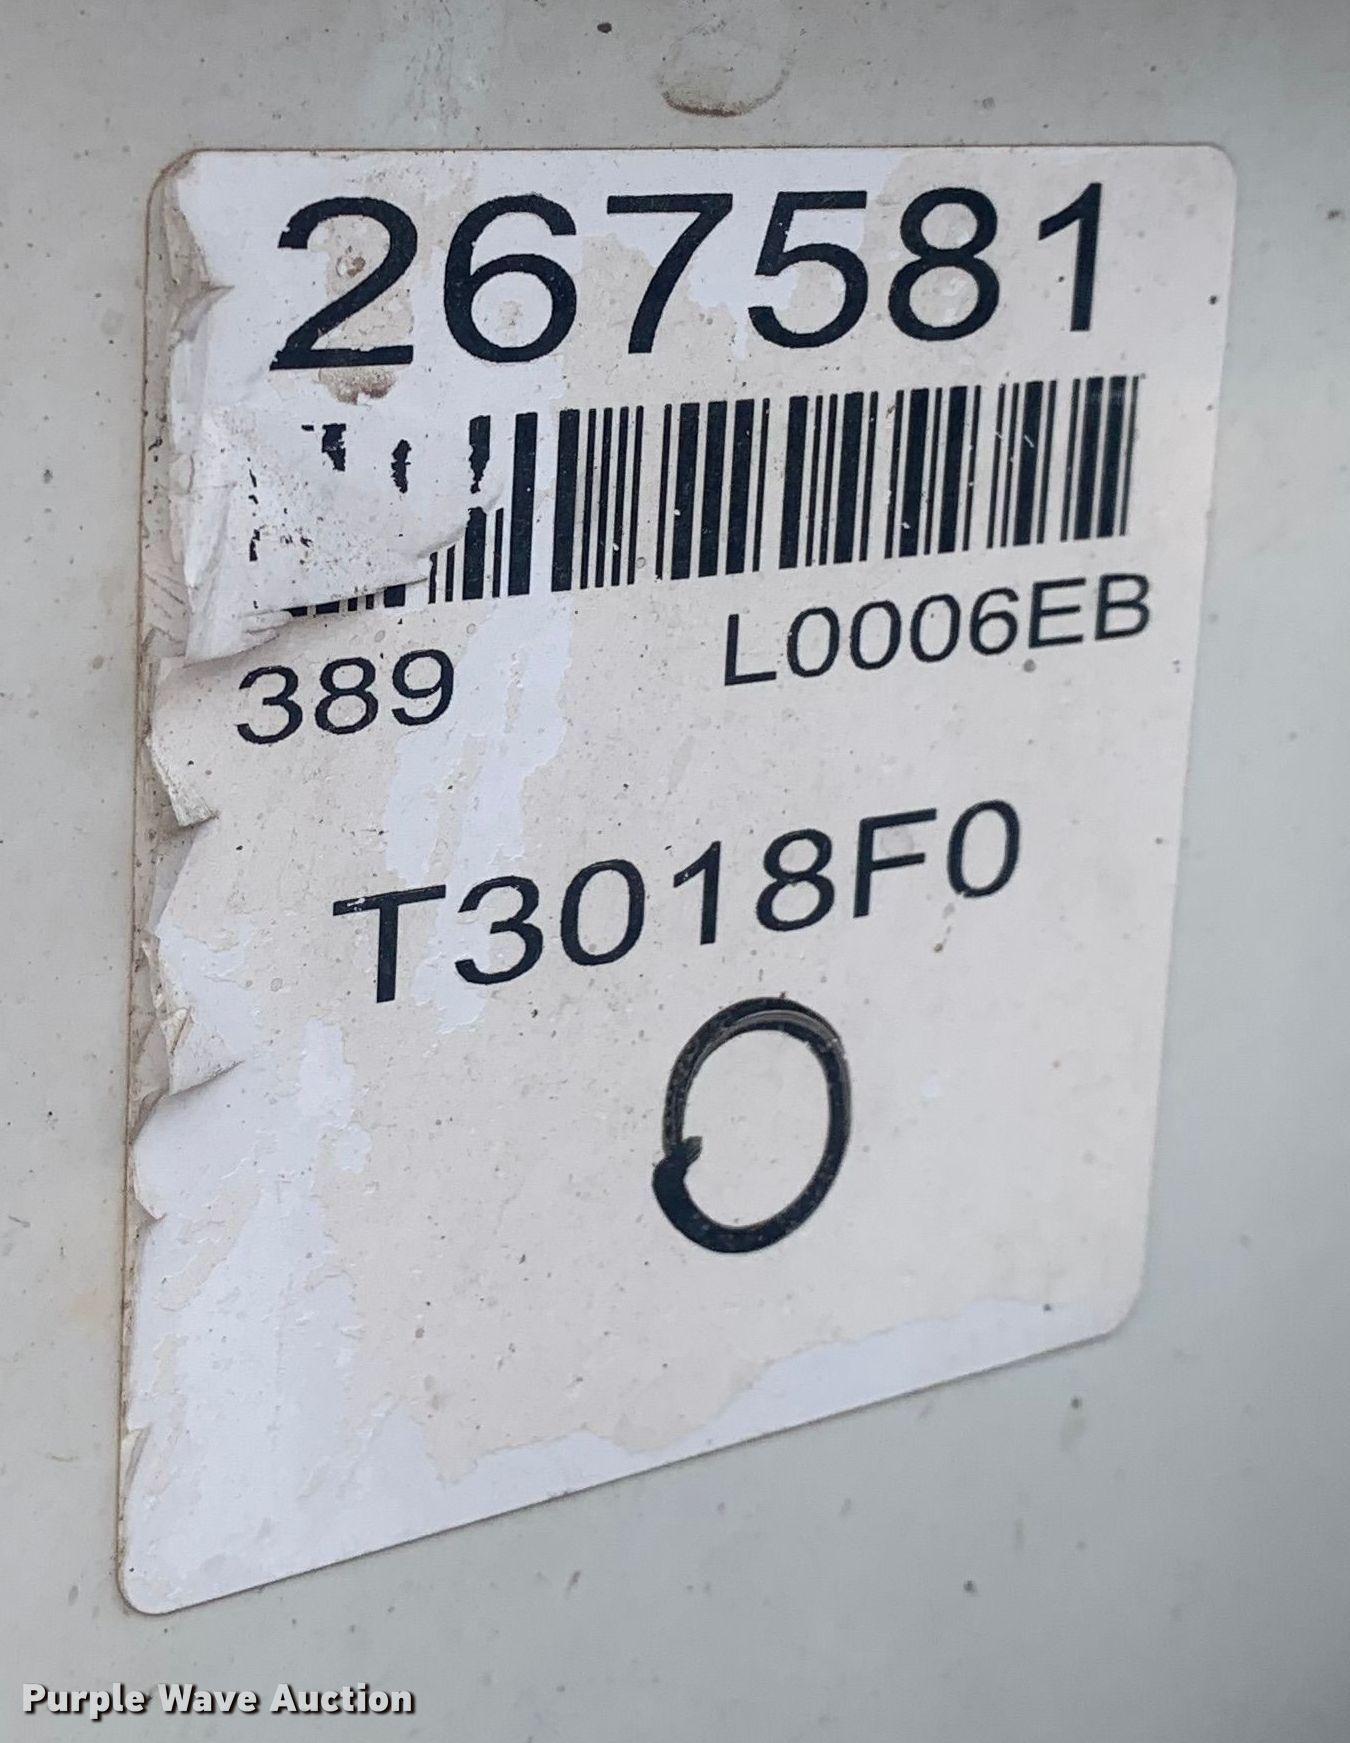 267581
389 L0006EB
T3018F0
O
Purple Wave Auction